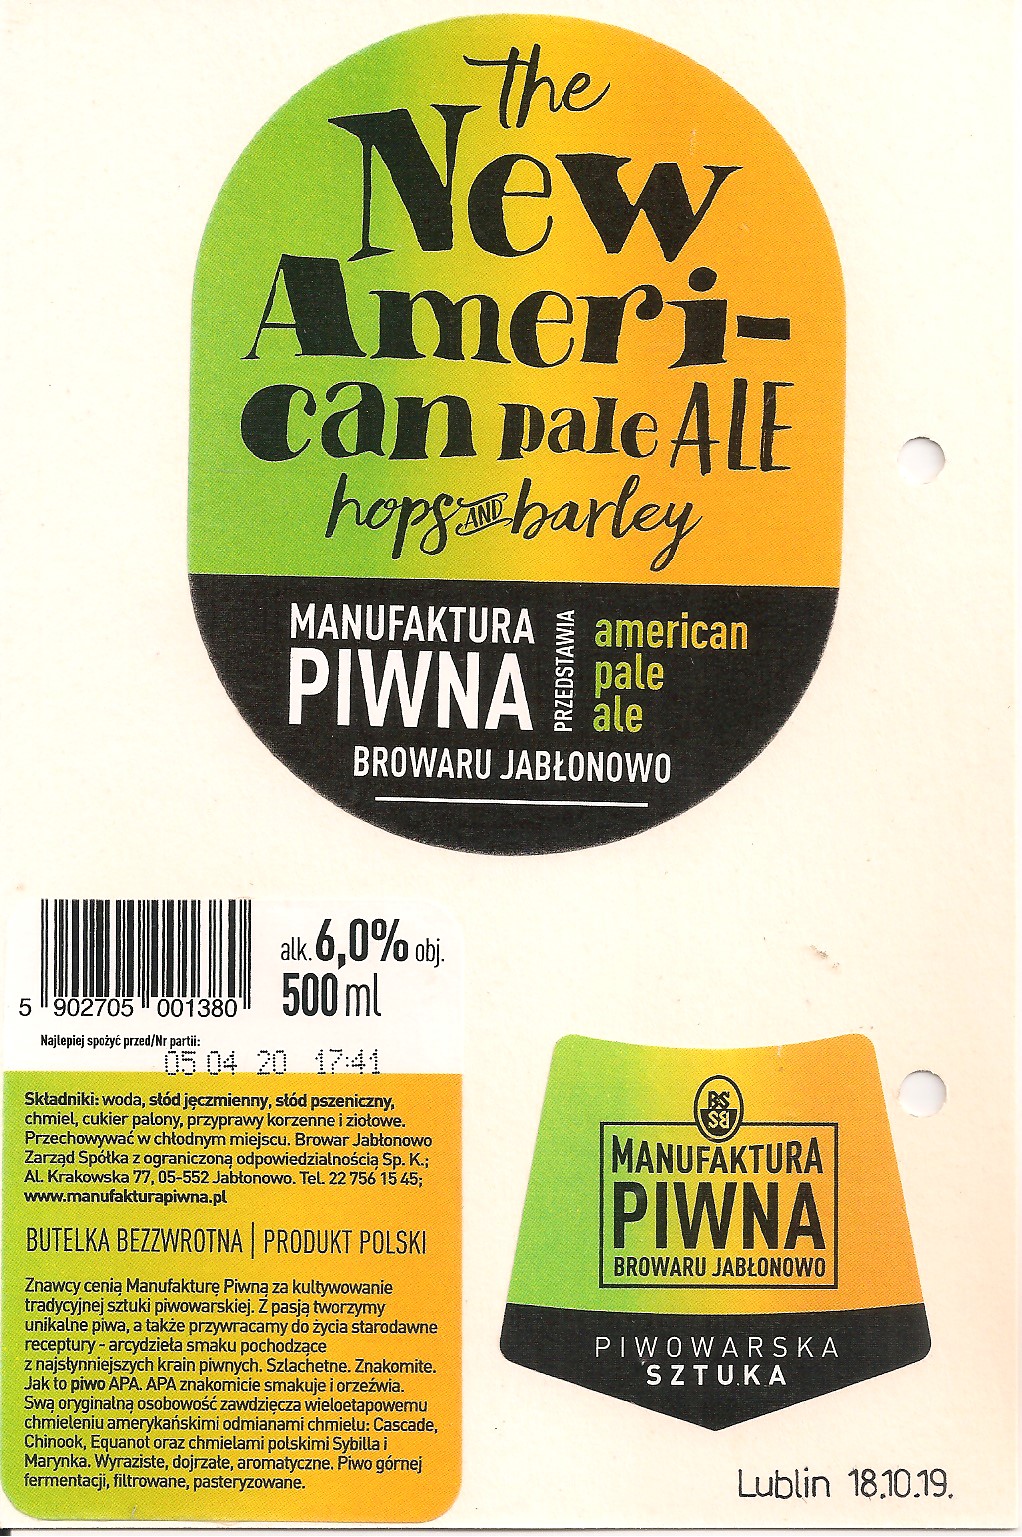 the
New
Ameri-
can pale ALE
hops AND barley
MANUFAKTURA
PIWNA
PRZEDSTAWIA
american
pale
ale
BROWARU JABŁONOWO
5 902705 001380
alk. 6,0% obj.
500 ml
Najlepiej spożyć przed/Nr partii:
05 04 20 17:41
Składniki: woda, słód jęczmienny, słód pszeniczny,
chmiel, cukier palony, przyprawy korzenne i ziołowe.
Przechowywać w chłodnym miejscu. Browar Jabłonowo
Zarząd Spółka z ograniczoną odpowiedzialnością Sp. K.;
Al. Krakowska 77, 05-552 Jabłonowo. Tel. 22 756 15 45;
www.manufakturapiwna.pl
BUTELKA BEZZWROTNA | PRODUKT POLSKI
Znawcy cenią Manufakturę Piwną za kultywowanie
tradycyjnej sztuki piwowarskiej. Z pasją tworzymy
unikalne piwa, a także przywracamy do życia starodawne
receptury - arcydzieła smaku pochodzące
z najsłynniejszych krain piwnych. Szlachetne. Znakomite.
Jak to piwo APA. APA znakomicie smakuje i orzeźwia.
Swą oryginalną osobowość zawdzięcza wieloetapowemu
chmieleniu amerykańskimi odmianami chmielu: Cascade,
Chinook, Equanot oraz chmielami polskimi Sybilla i
Marynka. Wyraziste, dojrzałe, aromatyczne. Piwo górnej
fermentacji, filtrowane, pasteryzowane.
BS
BS
MANUFAKTURA
PIWNA
BROWARU JABŁONOWO
PIWOWARSKA
SZTUKA
Lublin 18.10.19.